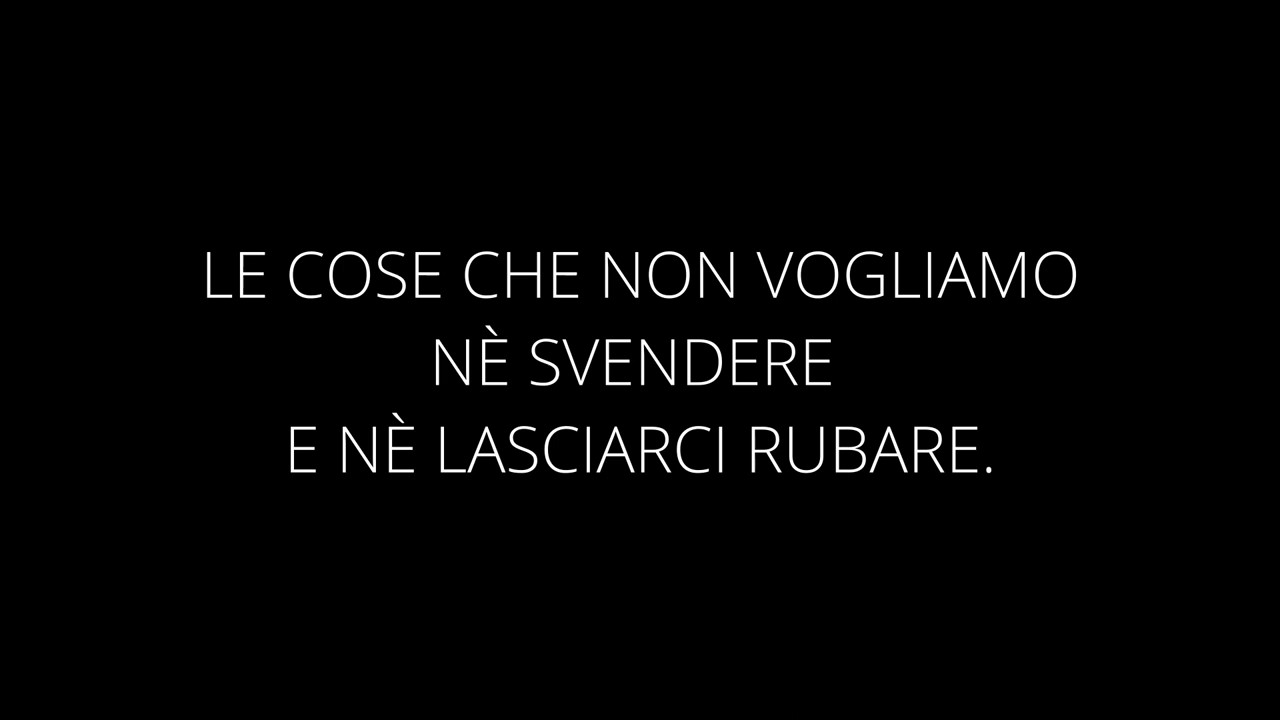 LE COSE CHE NON VOGLIAMO
NÈ SVENDERE
E NÈ LASCIARCI RUBARE.